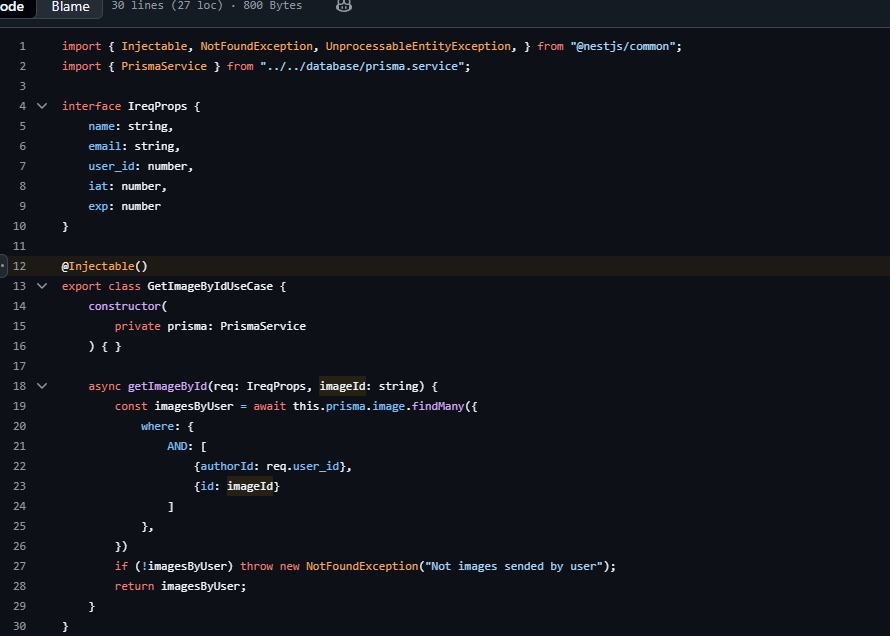 ode Blame 30 lines (27 loc) · 800 Bytes
1 import { Injectable, NotFoundException, UnprocessableEntityException, } from "@nestjs/common";
2 import { PrismaService } from "../../database/prisma.service";
3
4 interface IreqProps {
5 name: string,
6 email: string,
7 user_id: number,
8 iat: number,
9 exp: number
10 }
11
12 @Injectable()
13 export class GetImageByIdUseCase {
14 constructor(
15 private prisma: PrismaService
16 ) { }
17
18 async getImageById(req: IreqProps, imageId: string) {
19 const imagesByUser = await this.prisma.image.findMany({
20 where: {
21 AND: [
22 {authorId: req.user_id},
23 {id: imageId}
24 ]
25 },
26 })
27 if (!imagesByUser) throw new NotFoundException("Not images sended by user");
28 return imagesByUser;
29 }
30 }